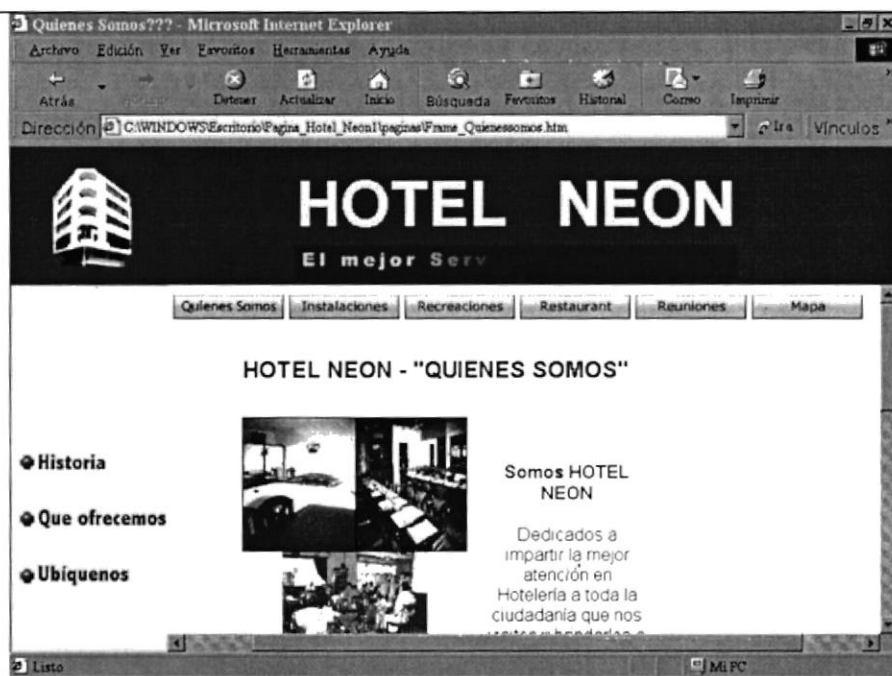 Quienes Somos??? - Microsoft Internet Explorer
Archivo Edición Ver Favoritos Herramientas Ayuda
Atrás Detener Actualizar Inicio Búsqueda Favoritos Historial Correo Imprimir
Dirección C:\WINDOWS\Escritorio\Pagina_Hotel_Neon1\paginas\Frame_Quienessomos.htm Ir a Vínculos
HOTEL NEON
El mejor Serv
Quienes Somos Instalaciones Recreaciones Restaurant Reuniones Mapa
HOTEL NEON - "QUIENES SOMOS"
Historia
Que ofrecemos
Ubíquenos
Somos HOTEL
NEON
Dedicados a
impartir la mejor
atención en
Hotelería a toda la
ciudadanía que nos
Listo Mi PC